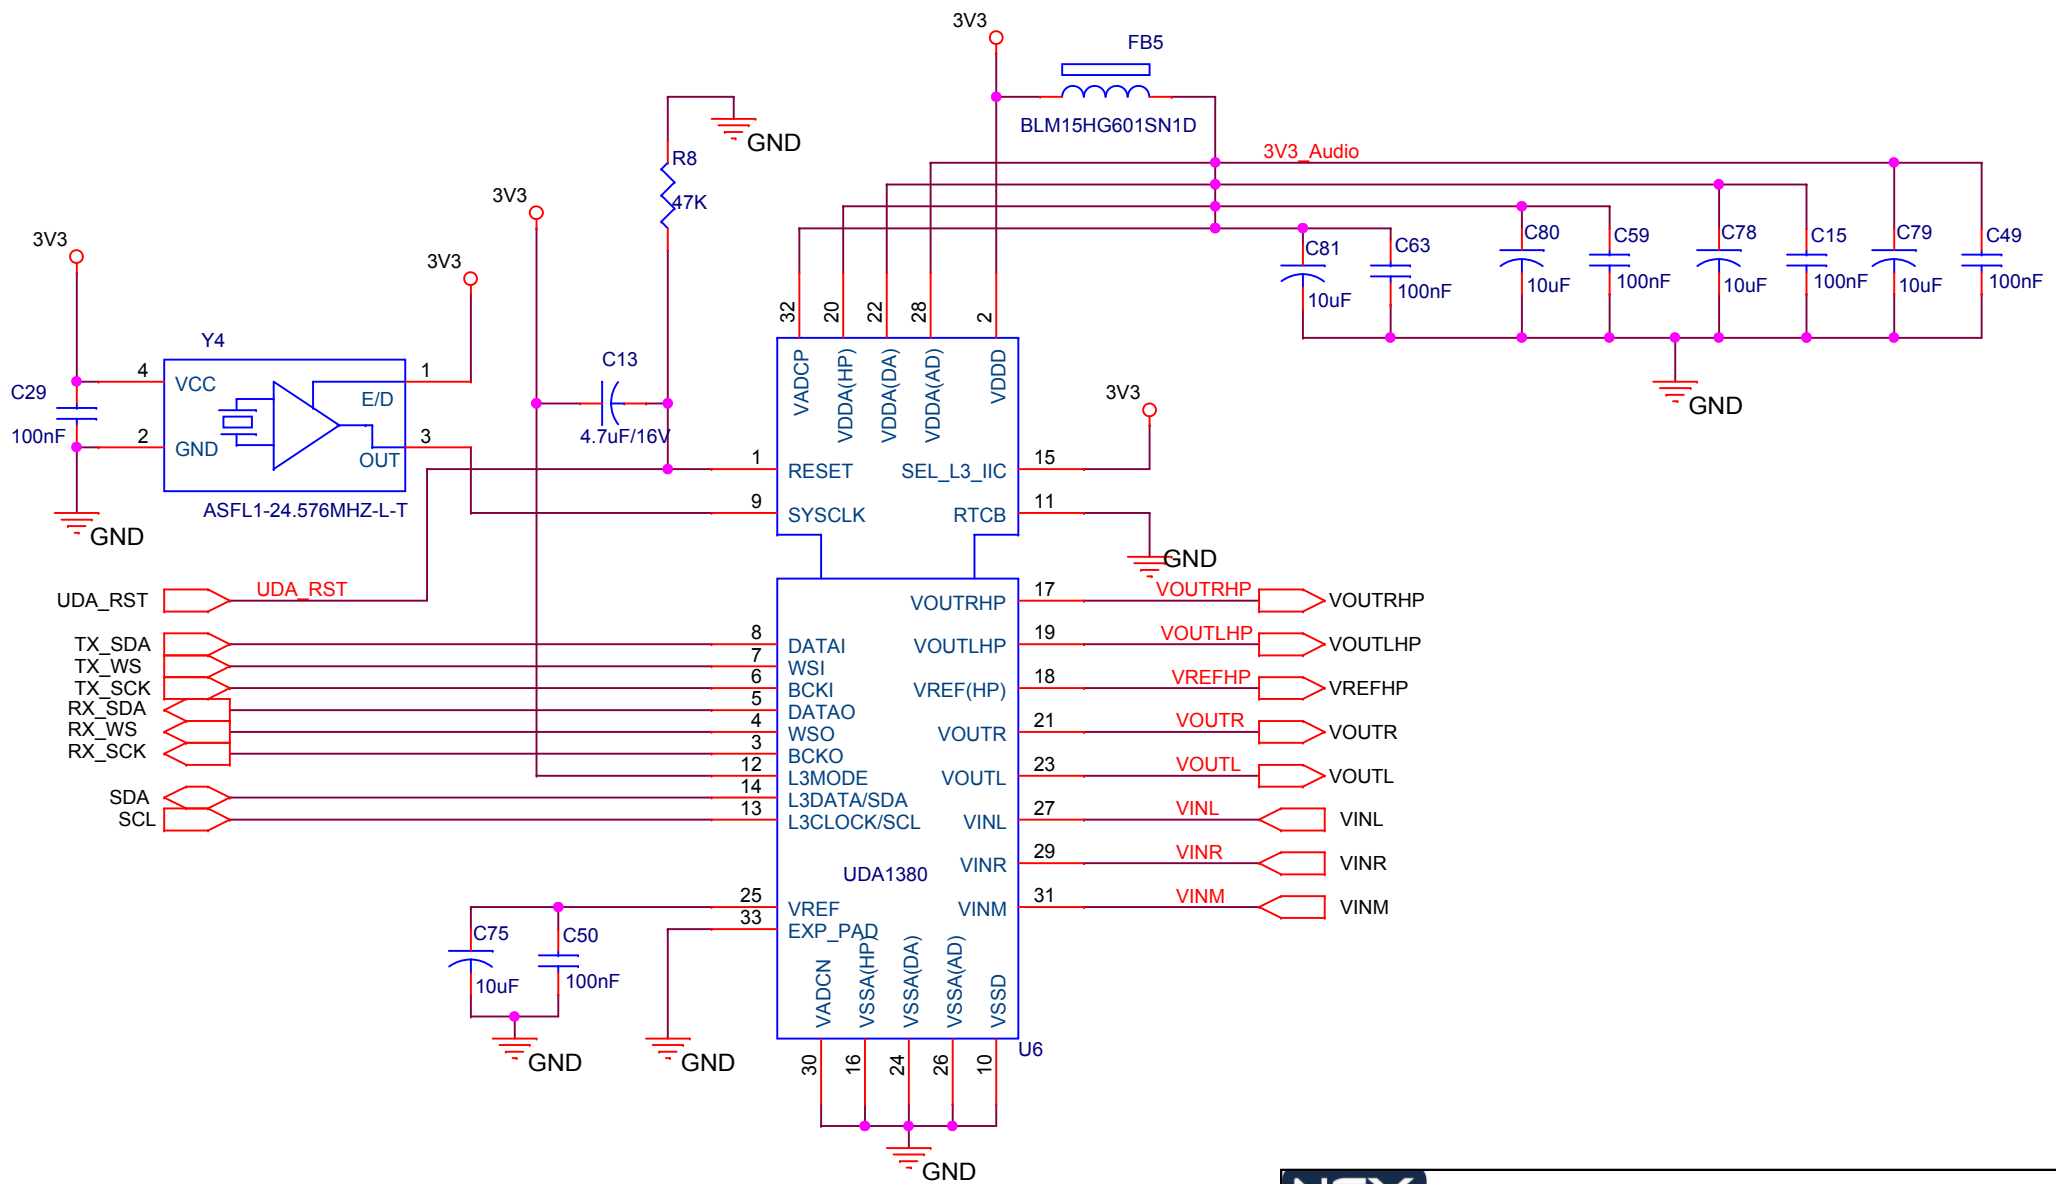 3V3
FB5
BLM15HG601SN1D
GND
R8
47K
3V3_Audio
3V3
3V3
3V3
C81
10uF
C63
100nF
C80
10uF
C59
100nF
C78
10uF
C15
100nF
C79
10uF
C49
100nF
GND
Y4
4
VCC
1
E/D
C29
100nF
2
GND
3
OUT
ASFL1-24.576MHZ-L-T
GND
C13
4.7uF/16V
32
20
22
28
2
VADCP
VDDA(HP)
VDDA(DA)
VDDA(AD)
VDDD
3V3
1
RESET
SEL_L3_IIC
15
9
SYSCLK
RTCB
11
GND
UDA_RST
UDA_RST
VOUTRHP
17
VOUTRHP
VOUTRHP
TX_SDA
8
DATAI
VOUTLHP
19
VOUTLHP
VOUTLHP
TX_WS
7
WSI
TX_SCK
6
BCKI
VREF(HP)
18
VREFHP
VREFHP
RX_SDA
5
DATAO
RX_WS
4
WSO
VOUTR
21
VOUTR
VOUTR
RX_SCK
3
BCKO
12
L3MODE
VOUTL
23
VOUTL
VOUTL
SDA
14
L3DATA/SDA
SCL
13
L3CLOCK/SCL
VINL
27
VINL
VINL
VINR
29
VINR
VINR
UDA1380
25
VREF
VINM
31
VINM
VINM
33
EXP_PAD
C75
10uF
C50
100nF
GND
GND
VADCN
VSSA(HP)
VSSA(DA)
VSSA(AD)
VSSD
U6
30
16
24
26
10
GND